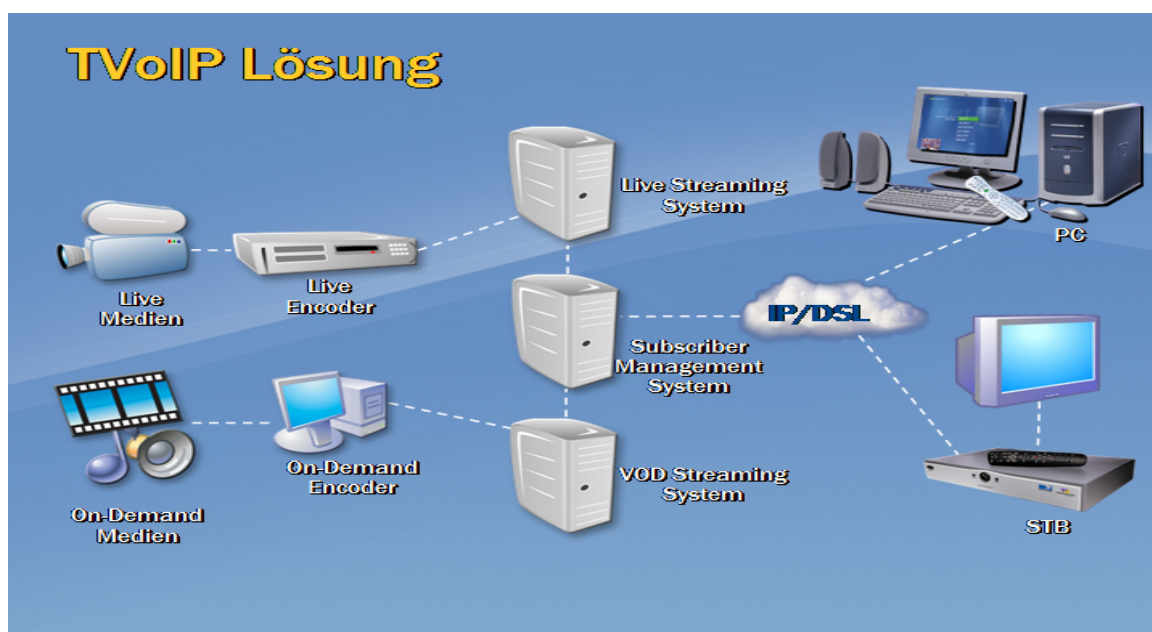 TVoIP Lösung
Live Streaming
System
PC
Live
Medien
Live
Encoder
IP/DSL
Subscriber
Management
System
On-Demand
Encoder
VOD Streaming
System
On-Demand
Medien
STB